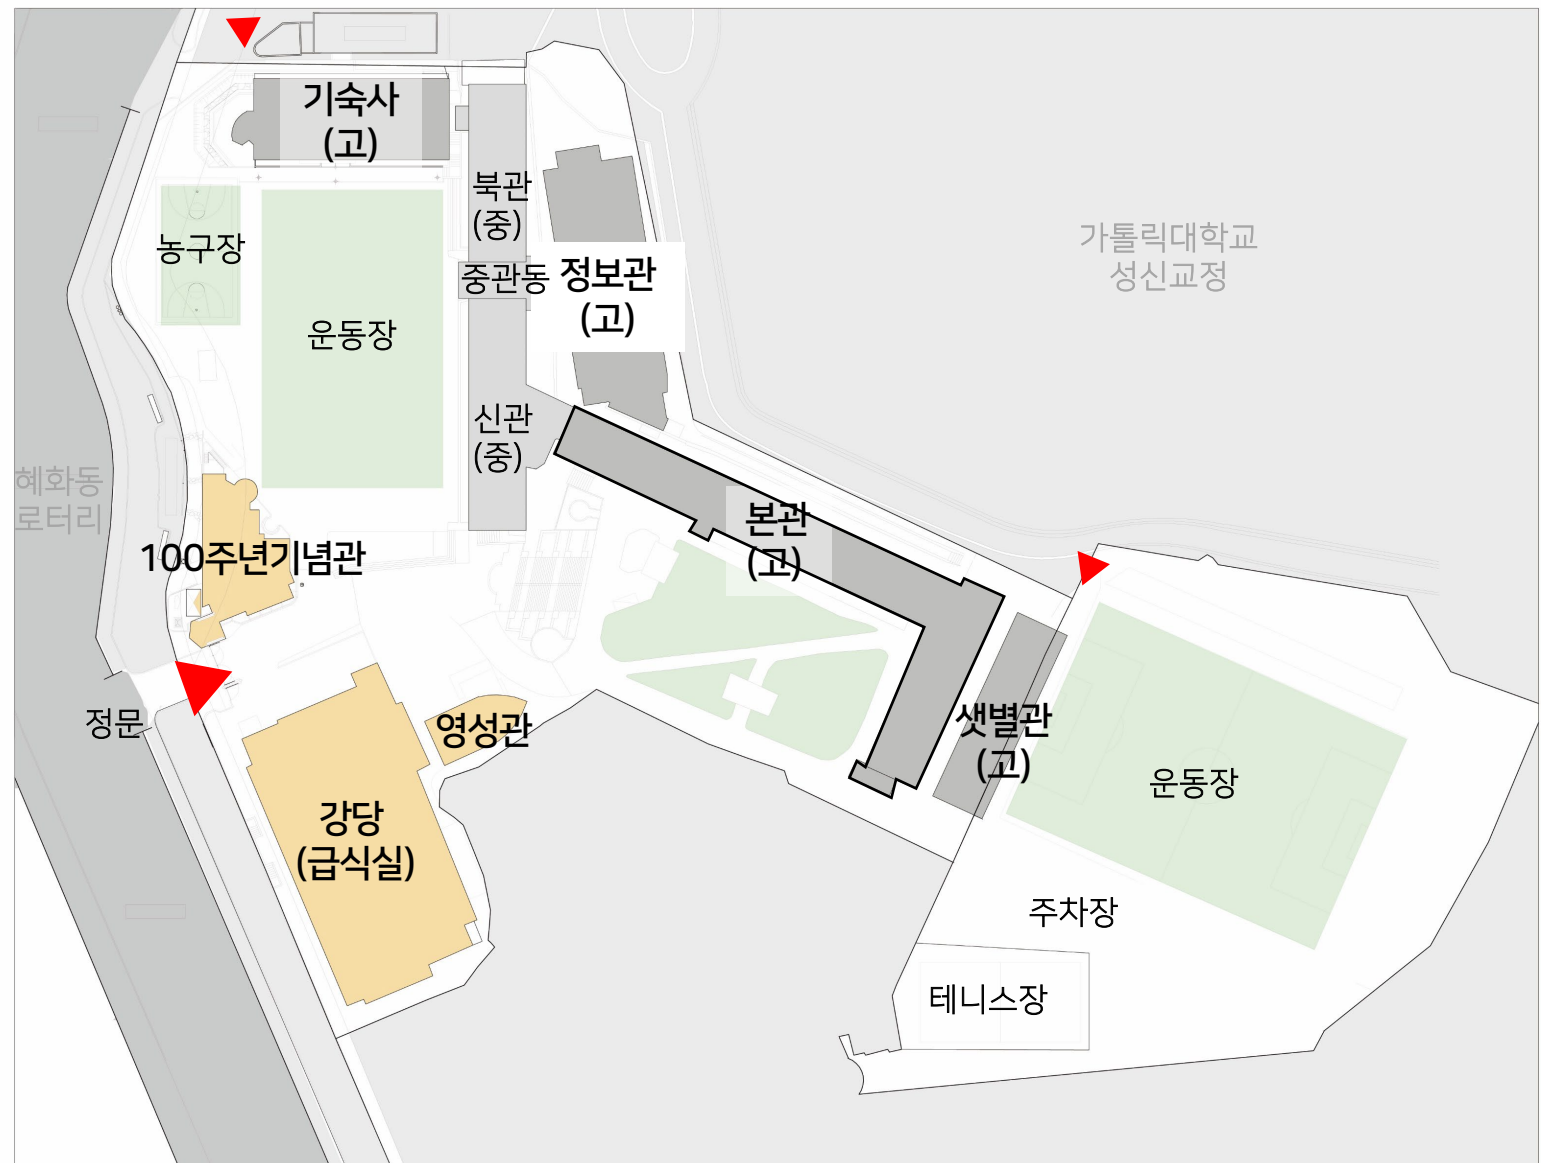 기숙사
(고)
북관
(중)
농구장
가톨릭대학교
성신교정
중관동
정보관
(고)
운동장
신관
(중)
혜화동
로터리
본관
(고)
100주년기념관
정문
영성관
샛별관
(고)
운동장
강당
(급식실)
주차장
테니스장